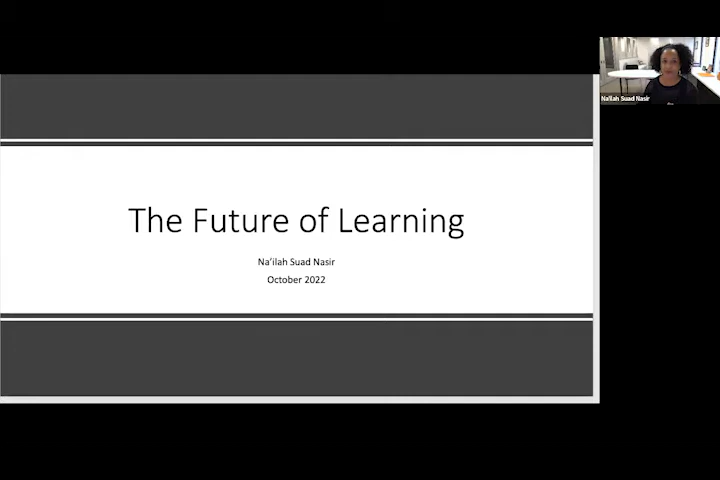 The Future of Learning
Na'ilah Suad Nasir
October 2022
Na'ilah Suad Nasir